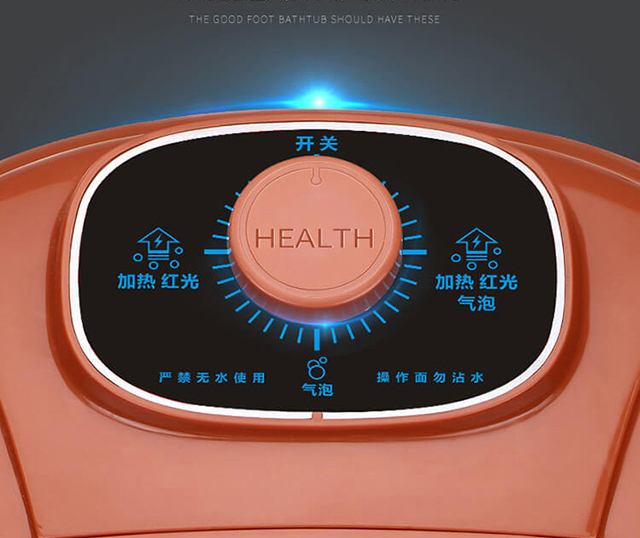 THE GOOD FOOT BATHTUB SHOULD HAVE THESE
开关
HEALTH
加热 红光
加热 红光
气泡
严禁无水使用
气泡
操作面勿沾水